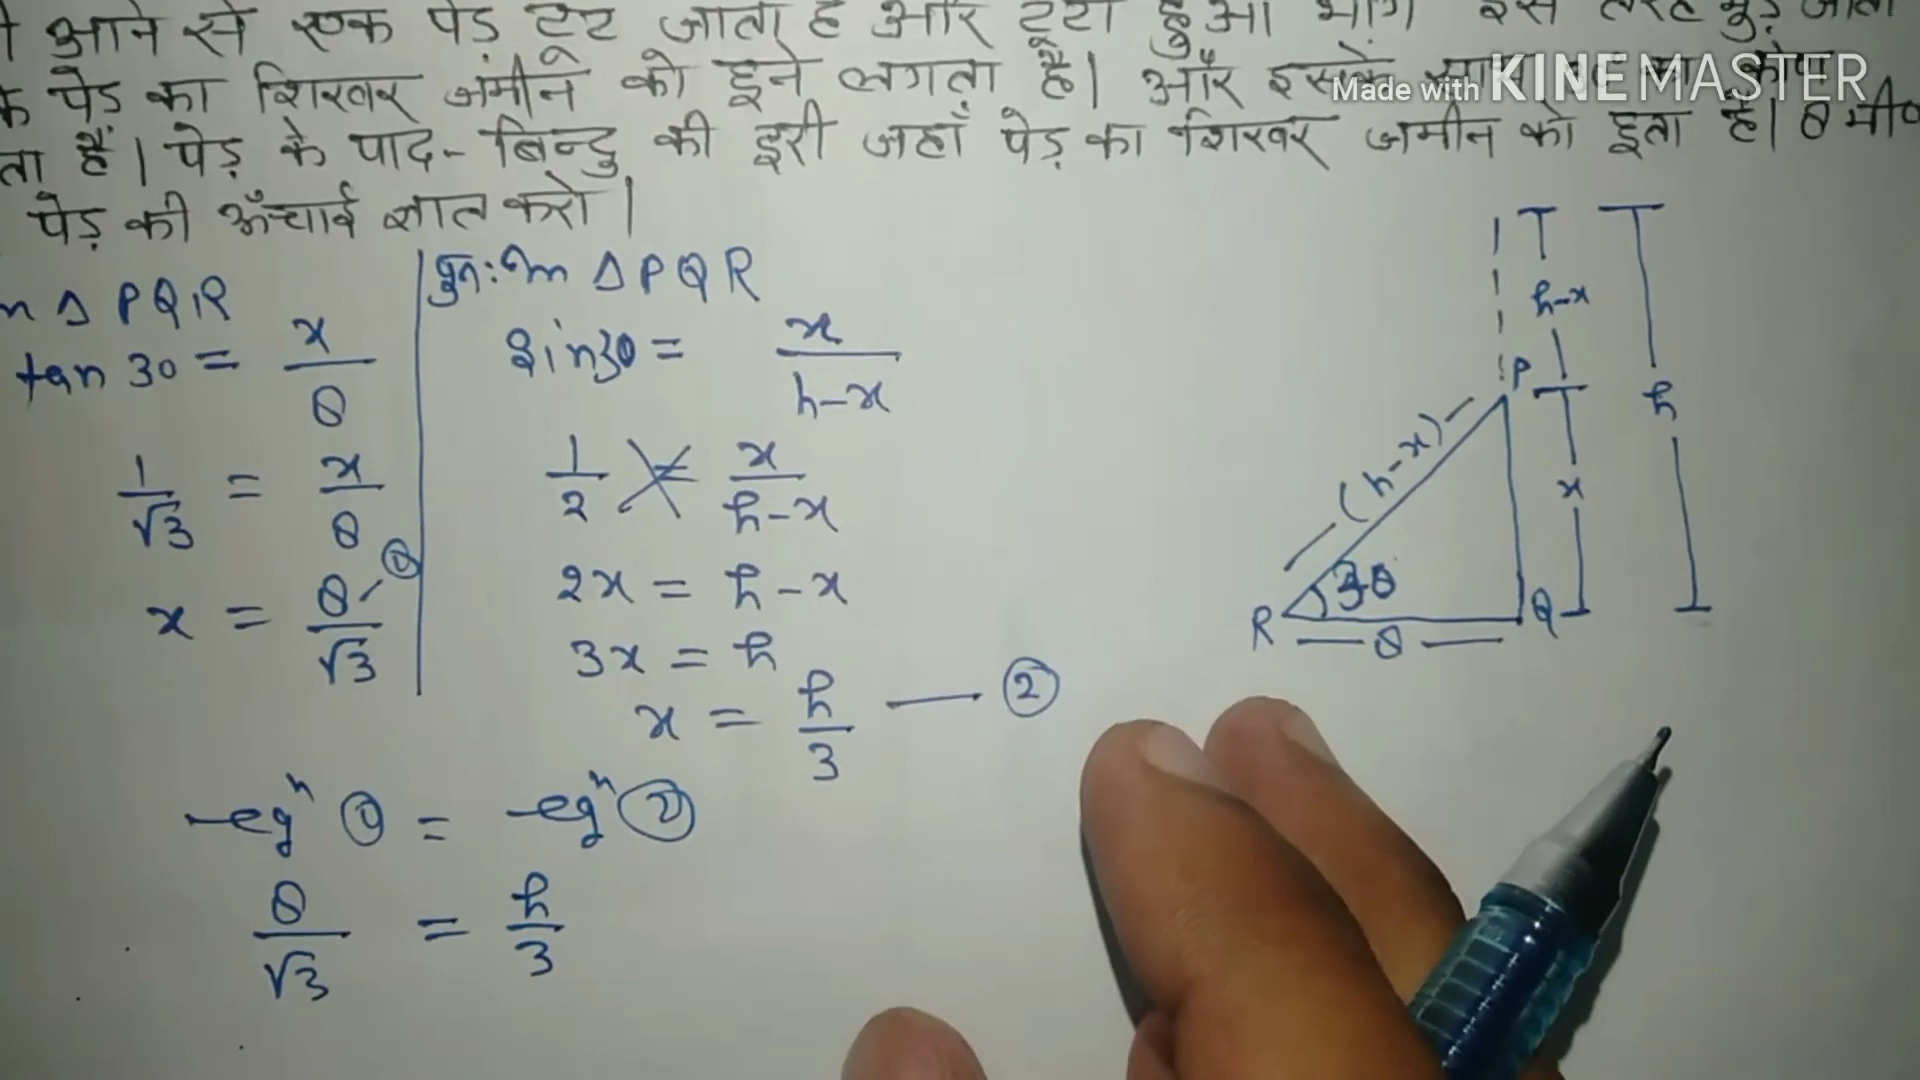 आने से एक पेड़ टूट जाता है और टूटा हुआ भाग इस तरह मुड़ जाता
पेड़ का शिखर जमीन को छूने लगता है। और इसके साथ
Made with KINEMASTER
ता है। पेड़ के पाद-बिन्दु की दूरी जहाँ पेड़ का शिखर जमीन को छूता है। 8 मी०
पेड़ की ऊँचाई ज्ञात करो।
In Δ PQR
tan 30 = x/8
1/√3 = x/8
x = 8/√3 - ①
पुनः In Δ PQR
Sin30 = x/h-x
1/2 = x/h-x
2x = h-x
3x = h
x = h/3 — ②
eqⁿ ① = eqⁿ ②
8/√3 = h/3
h-x
P
h
(h-x)
x
30
R
8
Q